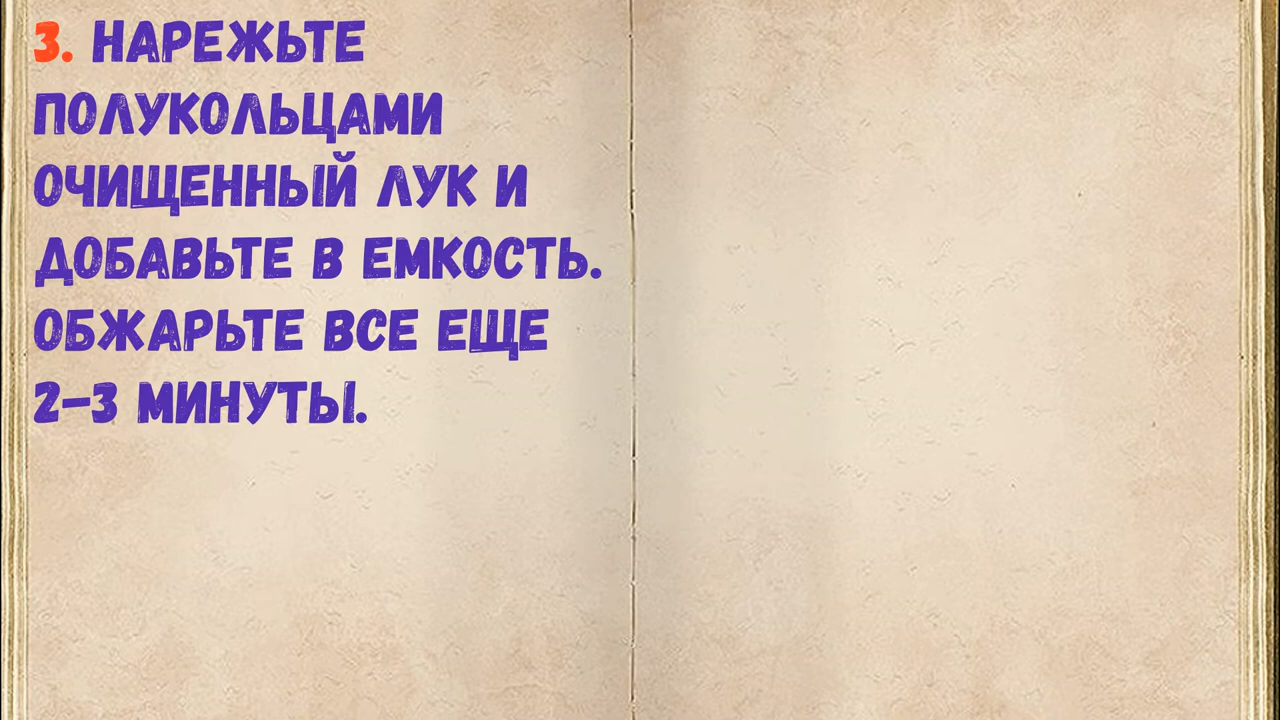 3. НАРЕЖЬТЕ
ПОЛУКОЛЬЦАМИ
ОЧИЩЕННЫЙ ЛУК И
ДОБАВЬТЕ В ЕМКОСТЬ.
ОБЖАРЬТЕ ВСЕ ЕЩЕ
2-3 МИНУТЫ.